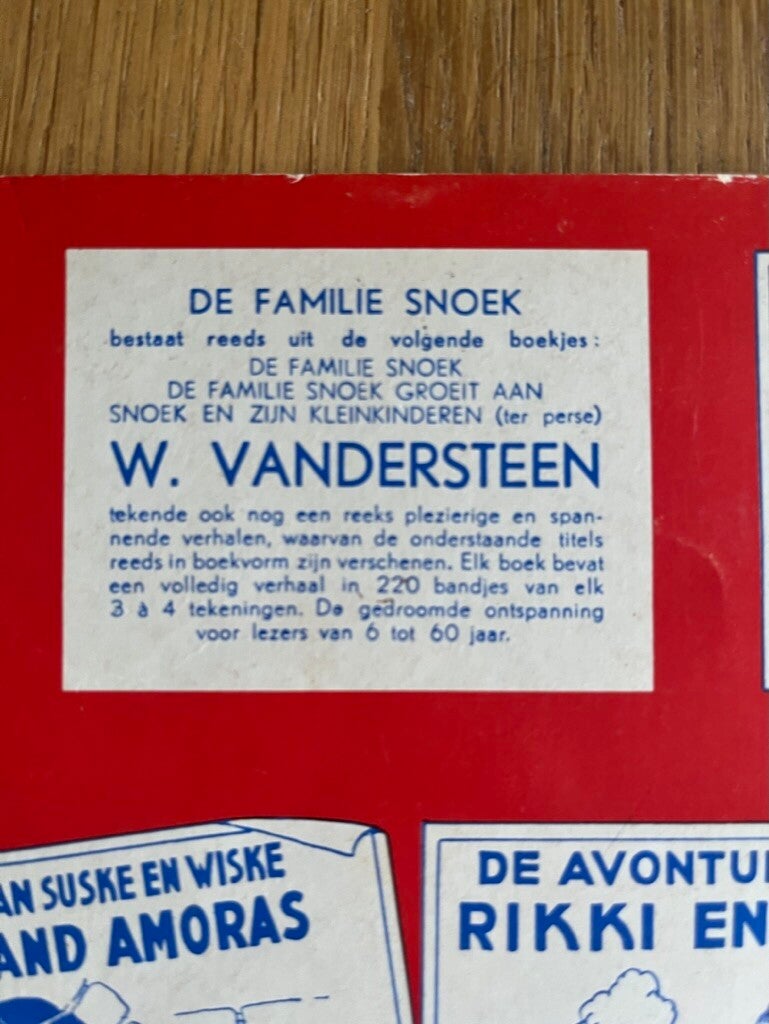 DE FAMILIE SNOEK
bestaat reeds uit de volgende boekjes:
DE FAMILIE SNOEK
DE FAMILIE SNOEK GROEIT AAN
SNOEK EN ZIJN KLEINKINDEREN (ter perse)
W. VANDERSTEEN
tekende ook nog een reeks plezierige en span-
nende verhalen, waarvan de onderstaande titels
reeds in boekvorm zijn verschenen. Elk boek bevat
een volledig verhaal in 220 bandjes van elk
3 à 4 tekeningen. De gedroomde ontspanning
voor lezers van 6 tot 60 jaar.
AN SUSKE EN WISKE
AND AMORAS
DE AVONTU
RIKKI EN